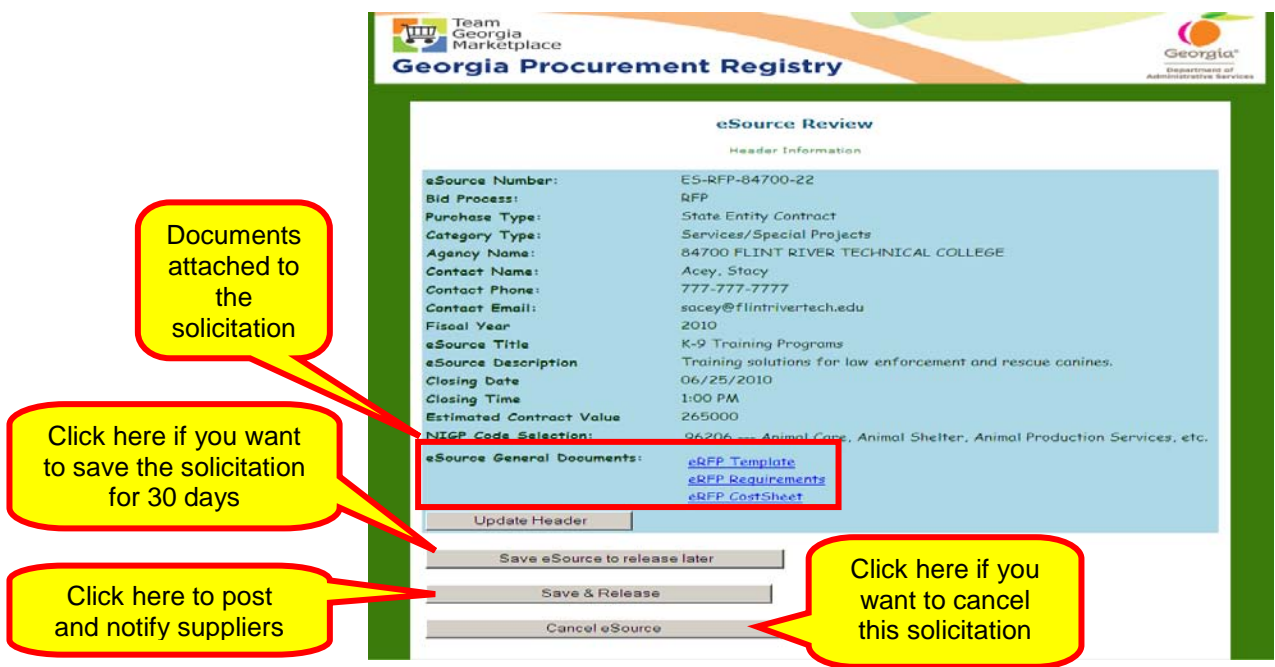 Team
Georgia
Marketplace
Georgia Procurement Registry
Georgia
Department of
Administrative Services
eSource Review
Header Information
eSource Number: ES-RFP-84700-22
Bid Process: RFP
Purchase Type: State Entity Contract
Category Type: Services/Special Projects
Agency Name: 84700 FLINT RIVER TECHNICAL COLLEGE
Contact Name: Acey, Stacy
Contact Phone: 777-777-7777
Contact Email: sacey@flintrivertech.edu
Fiscal Year 2010
eSource Title K-9 Training Programs
eSource Description Training solutions for law enforcement and rescue canines.
Closing Date 06/25/2010
Closing Time 1:00 PM
Estimated Contract Value 265000
NIGP Code Selection: 96206 --- Animal Care, Animal Shelter, Animal Production Services, etc.
eSource General Documents: eRFP Template
eRFP Requirements
eRFP CostSheet
Update Header
Save eSource to release later
Save & Release
Cancel eSource
Documents
attached to
the
solicitation
Click here if you want
to save the solicitation
for 30 days
Click here to post
and notify suppliers
Click here if you
want to cancel
this solicitation